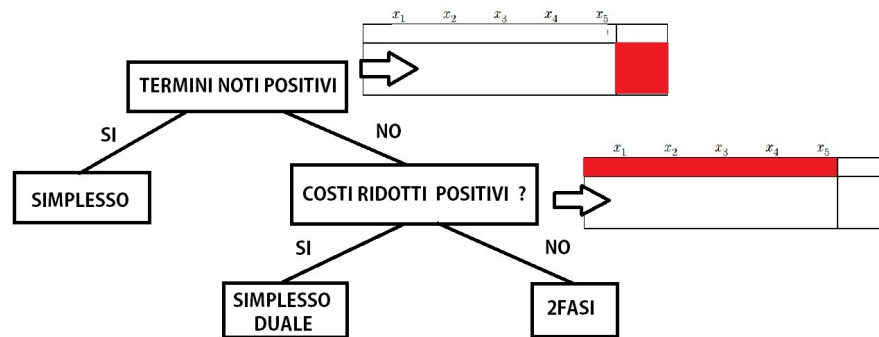 x₁ x₂ x₃ x₄ x₅
TERMINI NOTI POSITIVI
SI
NO
x₁ x₂ x₃ x₄ x₅
SIMPLESSO
COSTI RIDOTTI POSITIVI ?
SI
NO
SIMPLESSO
DUALE
2FASI